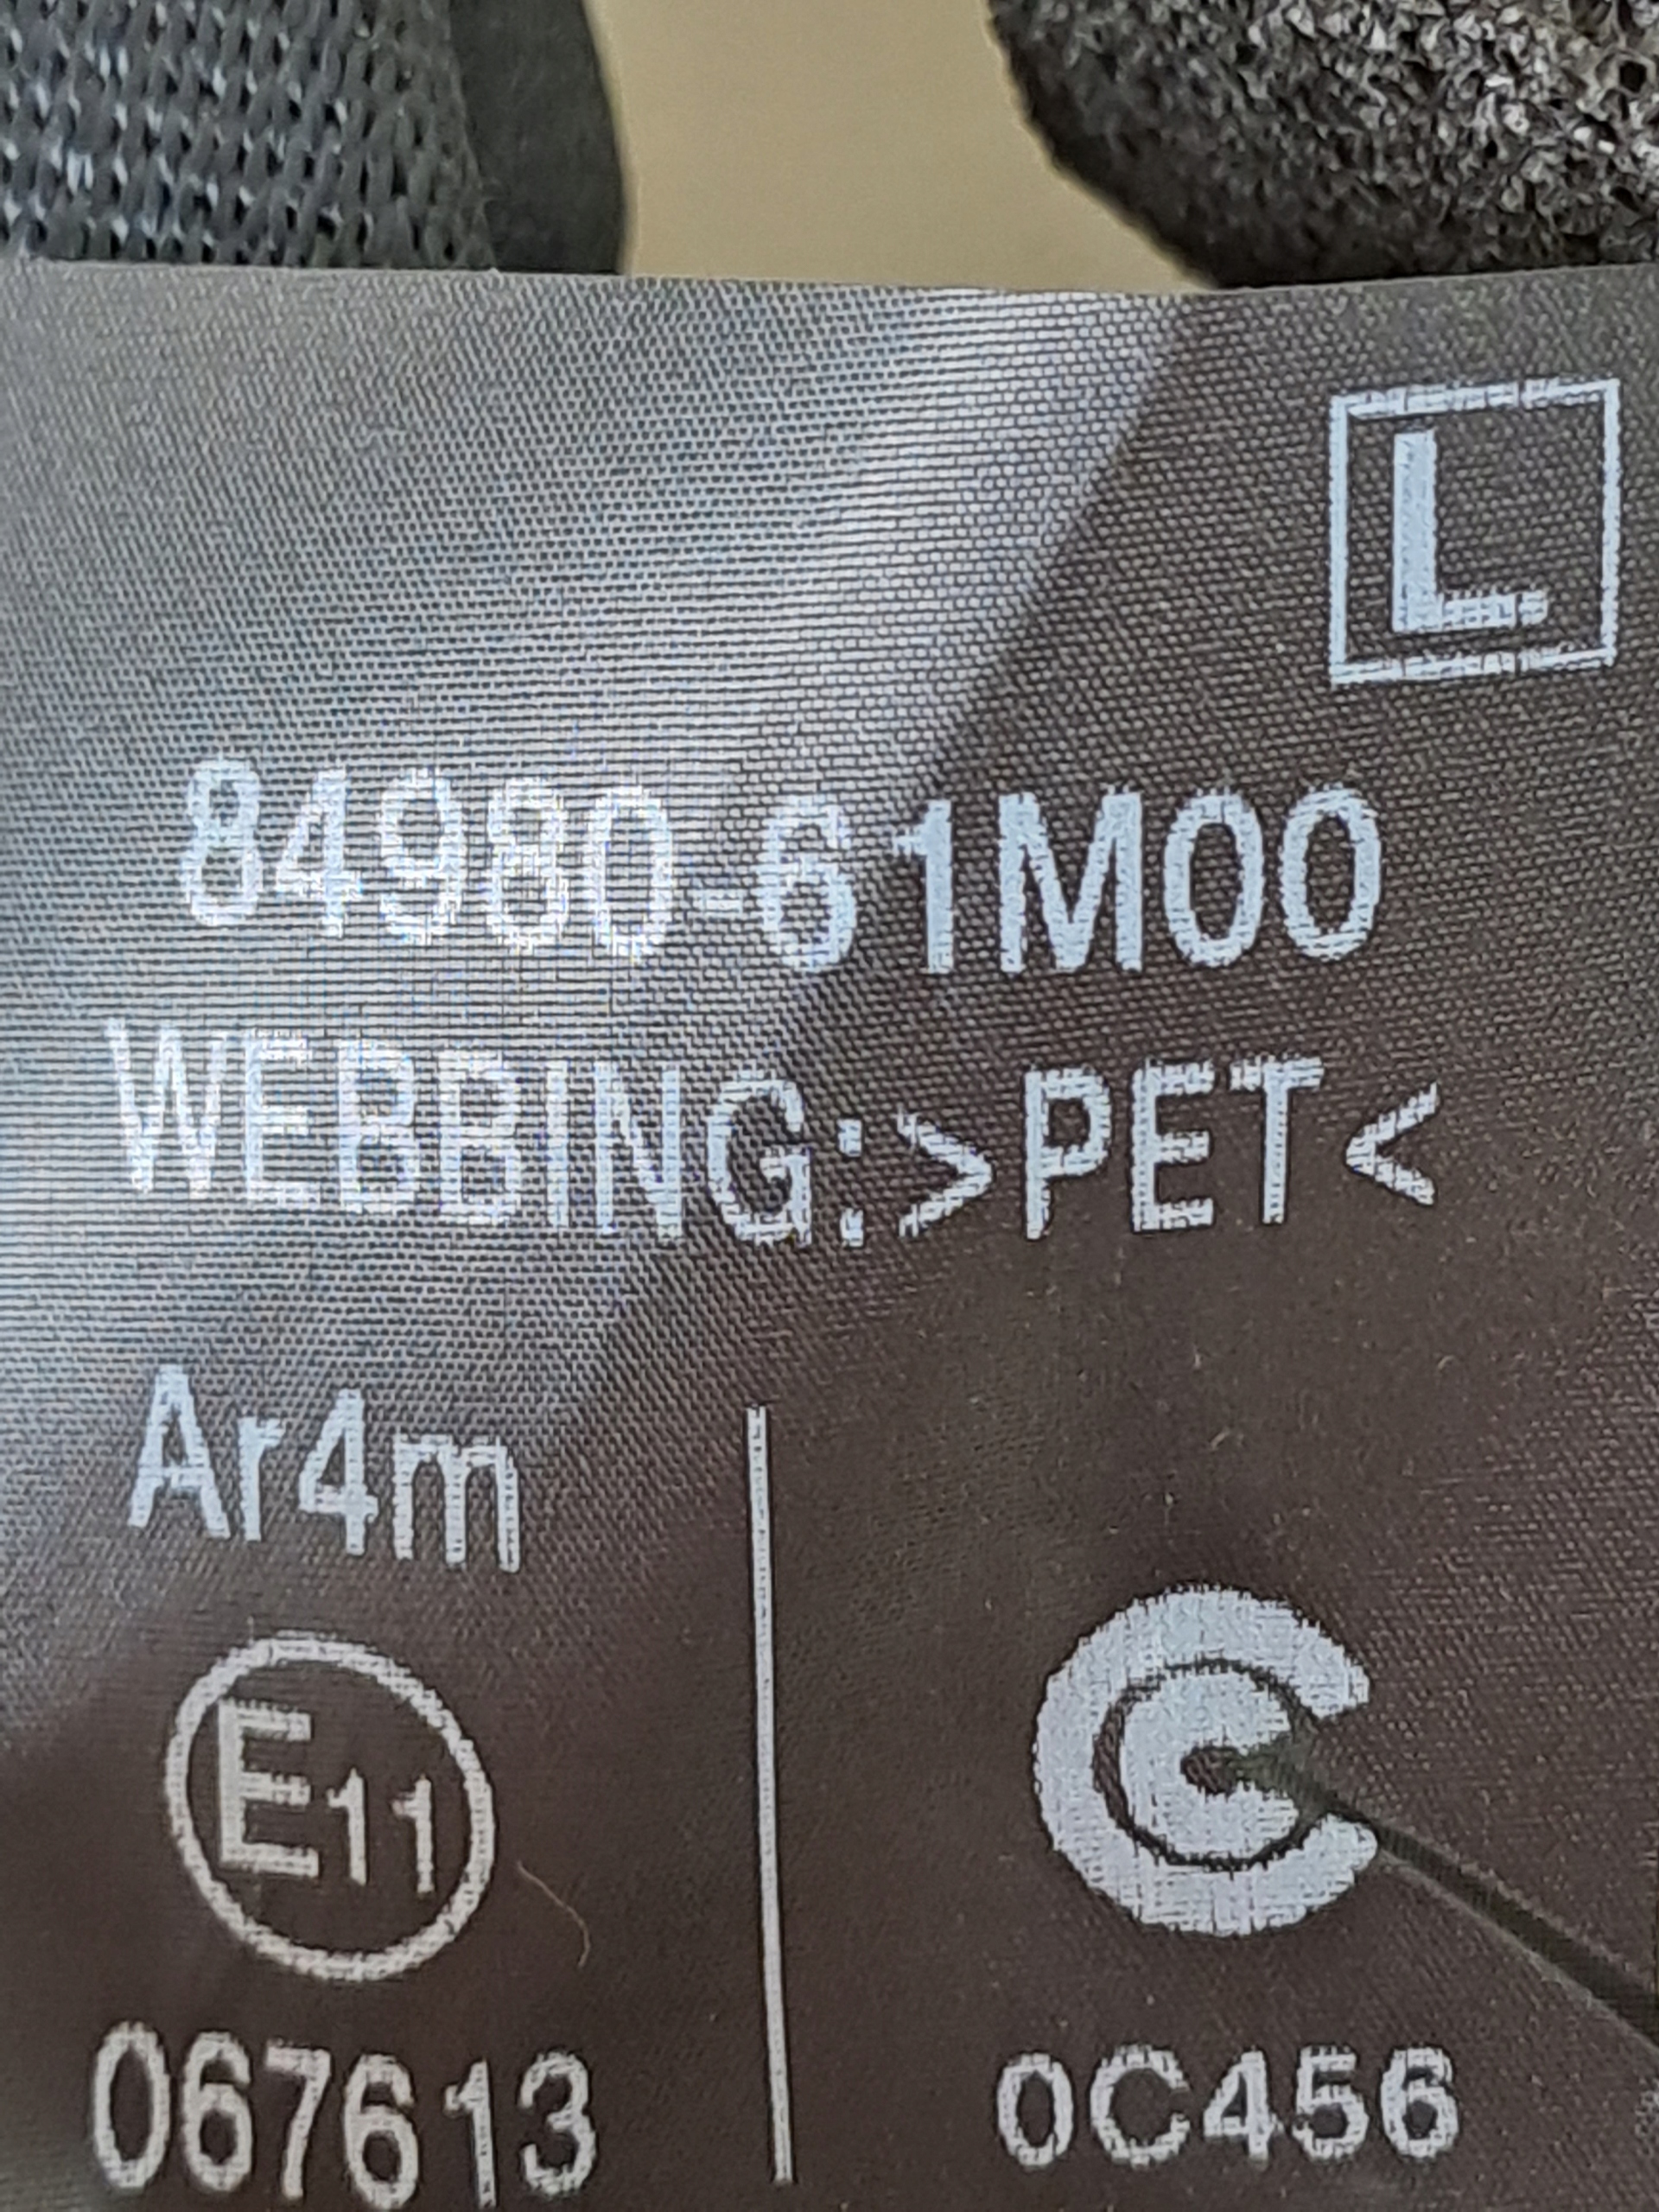 L
84980-61M00
WEBBING:>PET<
Ar4m
E11
067613
C
0C456